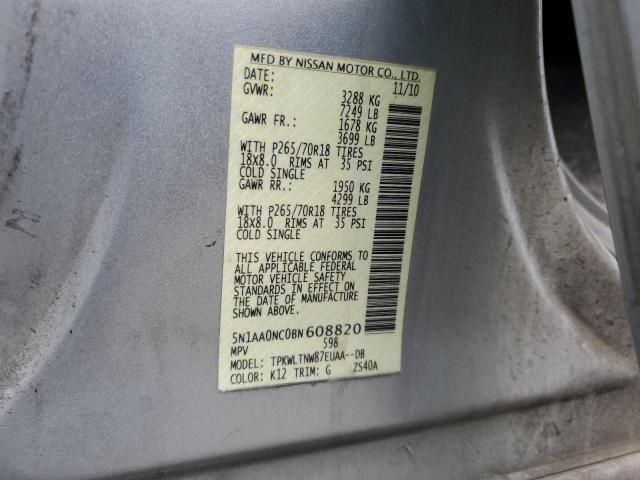 MFD BY NISSAN MOTOR CO., LTD.
DATE: 11/10
GVWR: 3288 KG
7249 LB
GAWR FR.: 1678 KG
3699 LB
WITH P265/70R18 TIRES
18x8.0 RIMS AT 35 PSI
COLD SINGLE
GAWR RR.: 1950 KG
4299 LB
WITH P265/70R18 TIRES
18x8.0 RIMS AT 35 PSI
COLD SINGLE
THIS VEHICLE CONFORMS TO
ALL APPLICABLE FEDERAL
MOTOR VEHICLE SAFETY
STANDARDS IN EFFECT ON
THE DATE OF MANUFACTURE
SHOWN ABOVE.
5N1AA0NC0BN608820
MPV 598
MODEL: TPKWLTNW87EUAA--DB
COLOR: K12 TRIM: G ZS40A